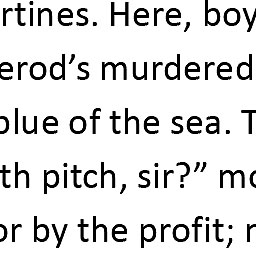 rtines. Here, boy
erod’s murdered
blue of the sea. T
th pitch, sir?” mo
or by the profit; r